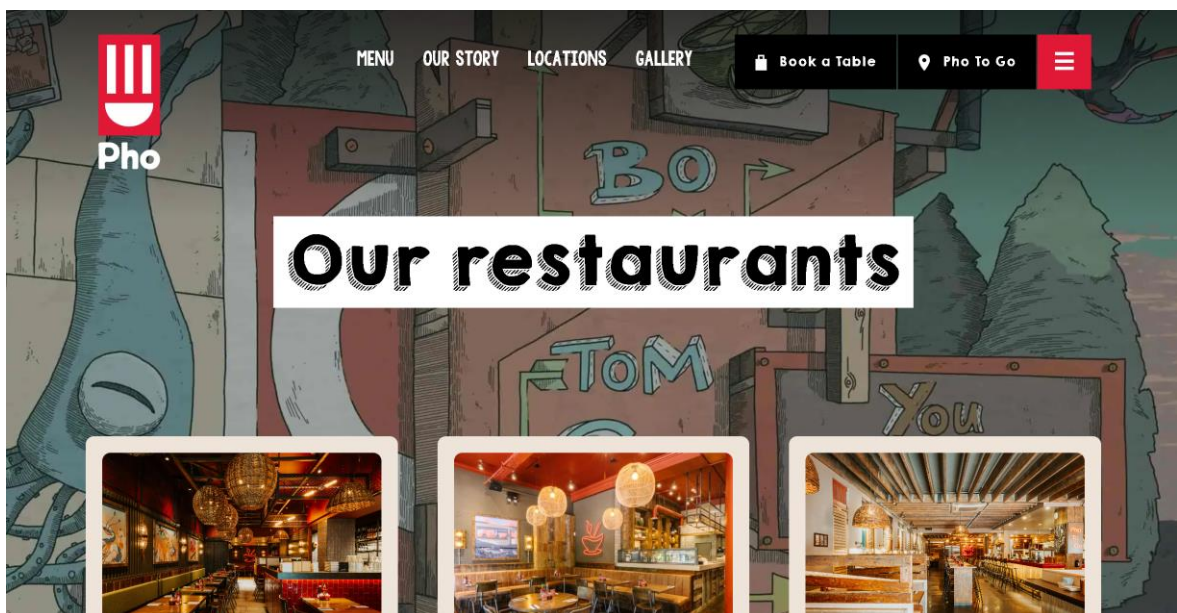 MENU
OUR STORY
LOCATIONS
GALLERY
Book a Table
Pho To Go
Pho
BO
Our restaurants
TOM
YOU